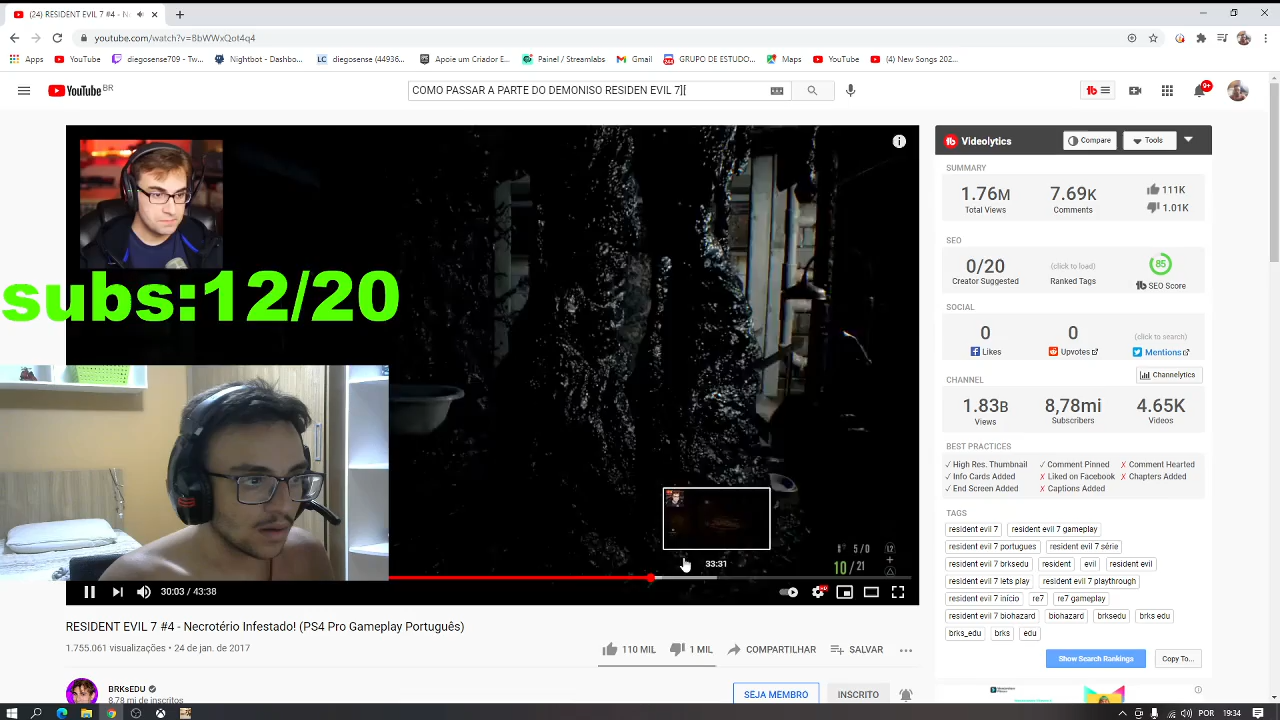 (24) RESIDENT EVIL 7 #4 - N
youtube.com/watch?v=BbWWxQot4q4
Apps
YouTube
diegosense709 - Tw...
Nightbot - Dashbo...
LC diegosense (44938...
Apoie um Criador E...
Painel / Streamlabs
Gmail
GRUPO DE ESTUDO...
Maps
YouTube
(4) New Songs 202...
YouTube BR
COMO PASSAR A PARTE DO DEMONISO RESIDEN EVIL 7][
9+
Videolytics
Compare
Tools
SUMMARY
1.76M
7.69K
111K
Total Views
Comments
1.01K
SEO
0/20
(click to load)
85
Creator Suggested
Ranked Tags
SEO Score
SOCIAL
0
0
(click to search)
Likes
Upvotes
Mentions
Channelytics
CHANNEL
1.83B
8,78mi
4.65K
Views
Subscribers
Videos
BEST PRACTICES
✓ High Res. Thumbnail
✓ Comment Pinned
✗ Comment Hearted
✓ Info Cards Added
✗ Liked on Facebook
✗ Chapters Added
✓ End Screen Added
✗ Captions Added
TAGS
resident evil 7
resident evil 7 gameplay
resident evil 7 portugues
resident evil 7 série
resident evil 7 brksedu
resident
evil
resident evil
resident evil 7 lets play
resident evil 7 playthrough
resident evil 7 inicio
re7
re7 gameplay
resident evil 7 biohazard
biohazard
brksedu
brks edu
brks_edu
brks
edu
Show Search Rankings
Copy To...
subs:12/20
5/0
L2
10/21
33:31
30:03 / 43:38
RESIDENT EVIL 7 #4 - Necrotério Infestado! (PS4 Pro Gameplay Português)
1.755.061 visualizações • 24 de jan. de 2017
110 MIL
1 MIL
COMPARTILHAR
SALVAR
BRKsEDU
8,78 mi de inscritos
SEJA MEMBRO
INSCRITO
POR
19:34